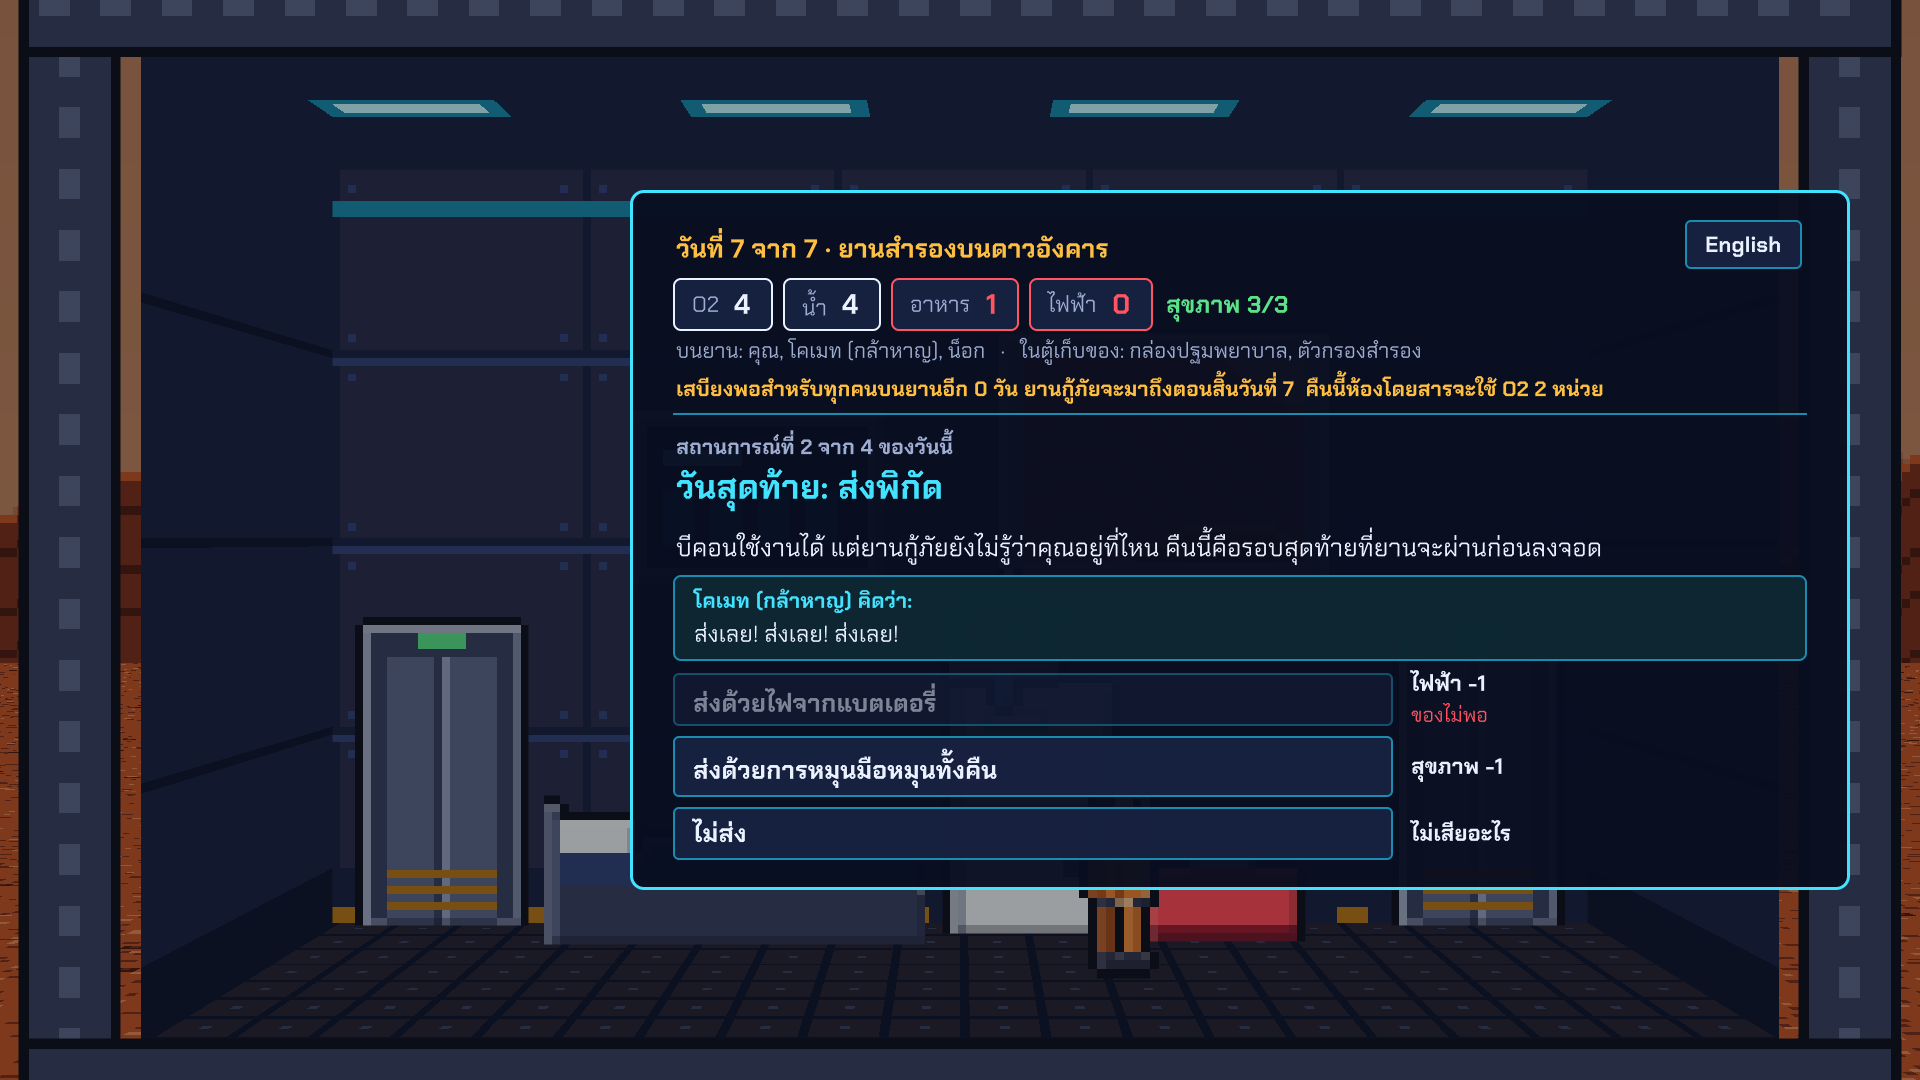 วันที่ 7 จาก 7 · ยานสำรองบนดาวอังคาร
English
O2 4 น้ำ 4 อาหาร 1 ไฟฟ้า 0 สุขภาพ 3/3
บนยาน: คุณ, โคเมท (กล้าหาญ), น็อก · ในตู้เก็บของ: กล่องปฐมพยาบาล, ตัวกรองสำรอง
เสบียงพอสำหรับทุกคนบนยานอีก 0 วัน ยานกู้ภัยจะมาถึงตอนสิ้นวันที่ 7 คืนนี้ห้องโดยสารจะใช้ O2 2 หน่วย
สถานการณ์ที่ 2 จาก 4 ของวันนี้
วันสุดท้าย: ส่งพิกัด
บีคอนใช้งานได้ แต่ยานกู้ภัยยังไม่รู้ว่าคุณอยู่ที่ไหน คืนนี้คือรอบสุดท้ายที่ยานจะผ่านก่อนลงจอด
โคเมท (กล้าหาญ) คิดว่า:
ส่งเลย! ส่งเลย! ส่งเลย!
ส่งด้วยไฟจากแบตเตอรี่
ไฟฟ้า -1
ของไม่พอ
ส่งด้วยการหมุนมือหมุนทั้งคืน
สุขภาพ -1
ไม่ส่ง
ไม่เสียอะไร